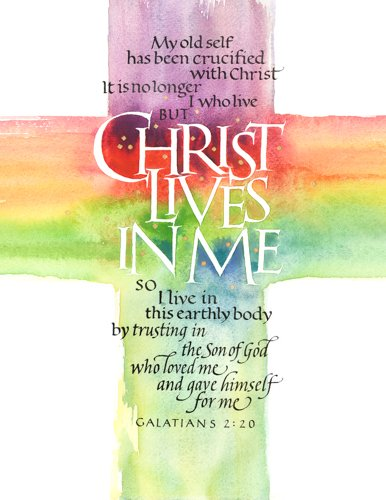 My old self
has been crucified
with Christ
It is no longer
I who live
BUT
CHRIST
LIVES
IN ME
SO
I live in
this earthly body
by trusting in
the Son of God
who loved me
and gave himself
for me
GALATIANS 2:20